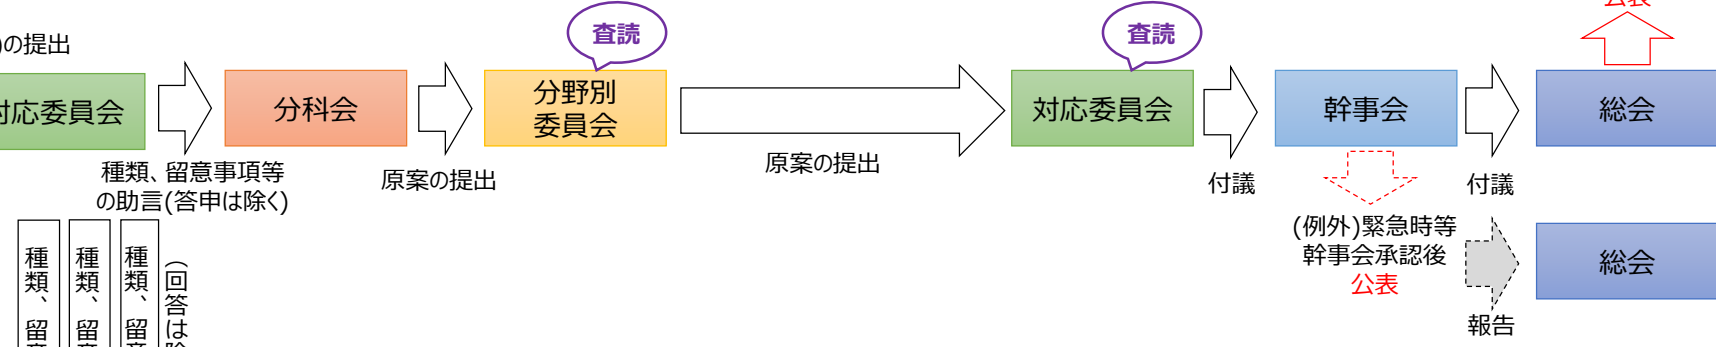 公表
の提出
査読
査読
対応委員会
分科会
分野別
委員会
対応委員会
幹事会
総会
種類、留意事項等
の助言(答申は除く)
原案の提出
原案の提出
付議
付議
(例外)緊急時等
幹事会承認後
公表
総会
報告
種類、留意
種類、留意
種類、留意
(回答は除